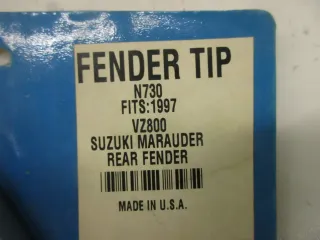 FENDER TIP
N730
FITS:1997
VZ800
SUZUKI MARAUDER
REAR FENDER
MADE IN U.S.A.